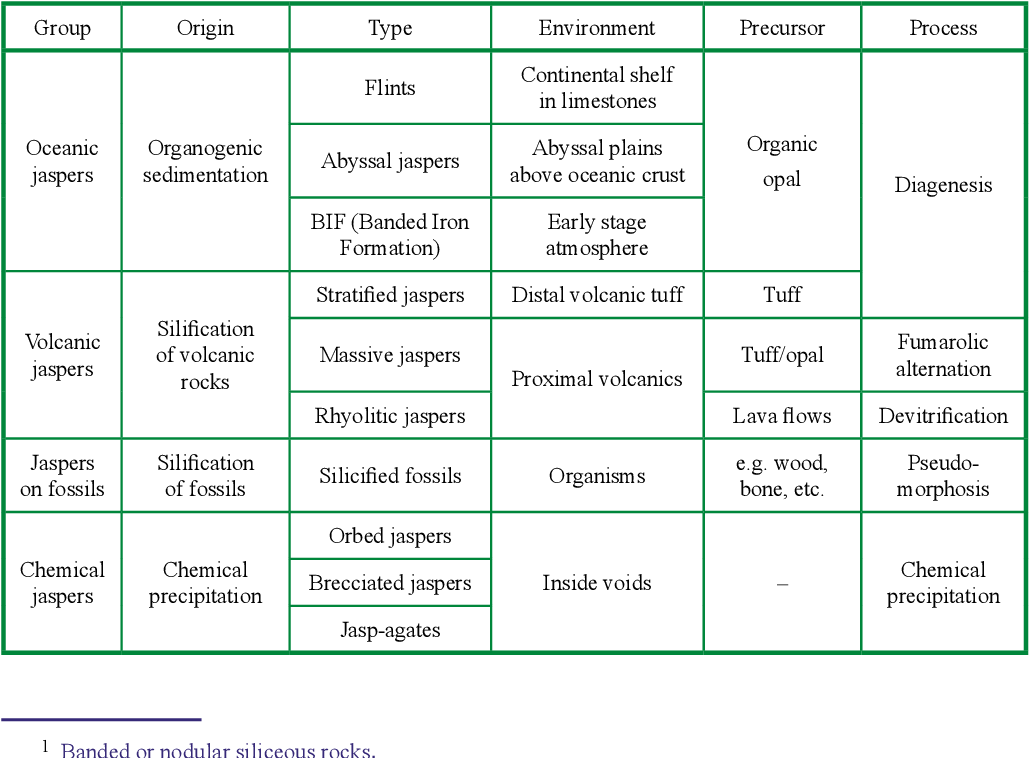 Group Origin Type Environment Precursor Process
Oceanic
jaspers
Organogenic
sedimentation
Flints
Continental shelf
in limestones
Organic
opal
Diagenesis
Abyssal jaspers
Abyssal plains
above oceanic crust
BIF (Banded Iron
Formation)
Early stage
atmosphere
Volcanic
jaspers
Silification
of volcanic
rocks
Stratified jaspers
Distal volcanic tuff
Tuff
Massive jaspers
Proximal volcanics
Tuff/opal
Fumarolic
alternation
Rhyolitic jaspers
Lava flows
Devitrification
Jaspers
on fossils
Silification
of fossils
Silicified fossils
Organisms
e.g. wood,
bone, etc.
Pseudo-
morphosis
Chemical
jaspers
Chemical
precipitation
Orbed jaspers
Brecciated jaspers
Jasp-agates
Inside voids
–
Chemical
precipitation
1 Banded or nodular siliceous rocks.